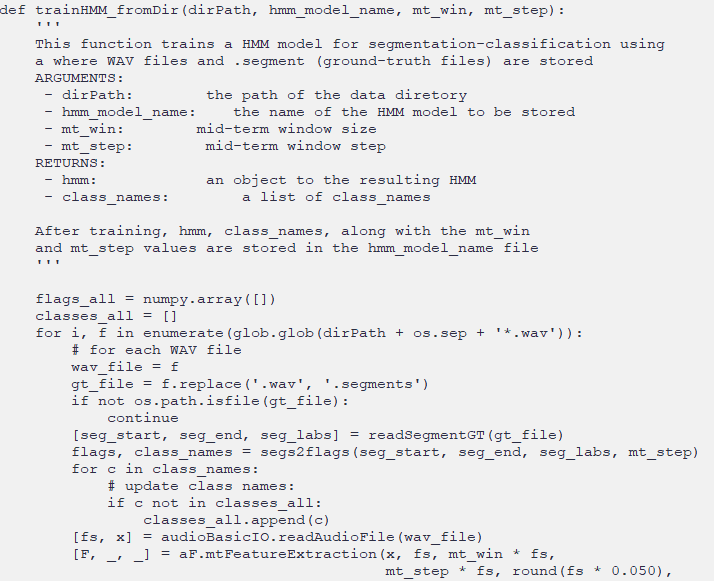 def trainHMM_fromDir(dirPath, hmm_model_name, mt_win, mt_step):
    '''
    This function trains a HMM model for segmentation-classification using
    a where WAV files and .segment (ground-truth files) are stored
    ARGUMENTS:
     - dirPath:        the path of the data diretory
     - hmm_model_name:    the name of the HMM model to be stored
     - mt_win:        mid-term window size
     - mt_step:        mid-term window step
    RETURNS:
     - hmm:            an object to the resulting HMM
     - class_names:        a list of class_names

    After training, hmm, class_names, along with the mt_win
    and mt_step values are stored in the hmm_model_name file
    '''

    flags_all = numpy.array([])
    classes_all = []
    for i, f in enumerate(glob.glob(dirPath + os.sep + '*.wav')):
        # for each WAV file
        wav_file = f
        gt_file = f.replace('.wav', '.segments')
        if not os.path.isfile(gt_file):
            continue
        [seg_start, seg_end, seg_labs] = readSegmentGT(gt_file)
        flags, class_names = segs2flags(seg_start, seg_end, seg_labs, mt_step)
        for c in class_names:
            # update class names:
            if c not in classes_all:
                classes_all.append(c)
        [fs, x] = audioBasicIO.readAudioFile(wav_file)
        [F, _, _] = aF.mtFeatureExtraction(x, fs, mt_win * fs,
                                           mt_step * fs, round(fs * 0.050),